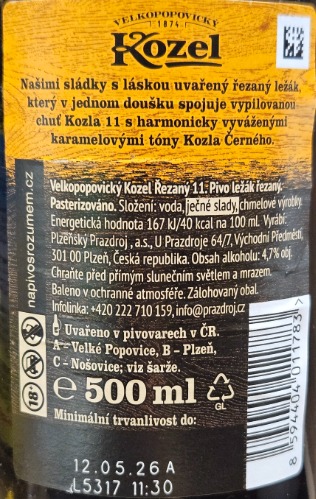 VELKOPOPOVICKÝ
1874
Kozel
Našimi sládky s láskou uvařený řezaný ležák,
který v jednom doušku spojuje vypilovanou
chuť Kozla 11 s harmonicky vyváženými
karamelovými tóny Kozla Černého.
Velkopopovický Kozel Řezaný 11. Pivo ležák řezaný.
Pasterizováno. Složení: voda, ječné slady, chmelové výrobky.
Energetická hodnota 167 kJ/40 kcal na 100 ml. Vyrábí:
Plzeňský Prazdroj, a.s., U Prazdroje 64/7, Východní Předměstí,
301 00 Plzeň, Česká republika. Obsah alkoholu: 4,7% obj.
Chraňte před přímým slunečním světlem a mrazem.
Baleno v ochranné atmosféře. Zálohovaný obal.
Infolinka: +420 222 710 159, info@prazdroj.cz
napivosrozumem.cz
18+
Uvařeno v pivovarech v ČR.
A – Velké Popovice, B – Plzeň,
C – Nošovice; viz šarže.
e 500 ml
GL
Minimální trvanlivost do:
12.05.26 A
L5317 11:30
8 594404 011783 >